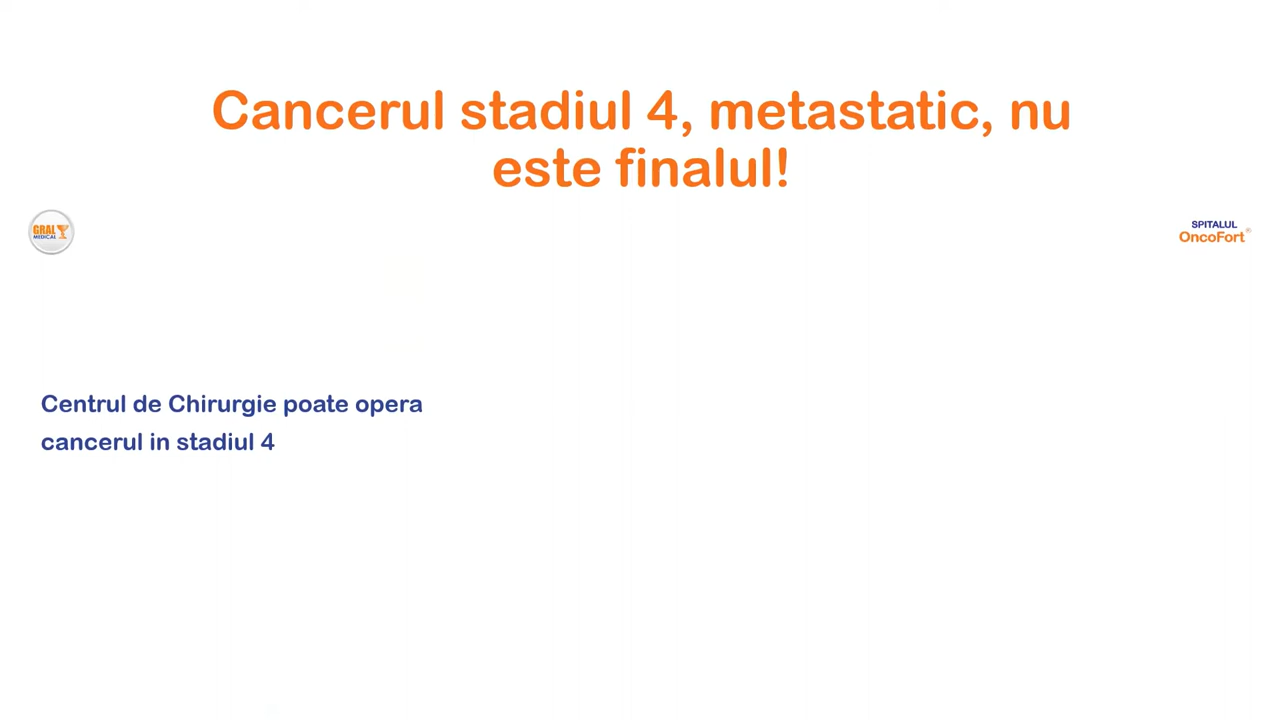 Cancerul stadiul 4, metastatic, nu
este finalul!
GRAL
MEDICAL
SPITALUL
OncoFort®
Centrul de Chirurgie poate opera
cancerul in stadiul 4